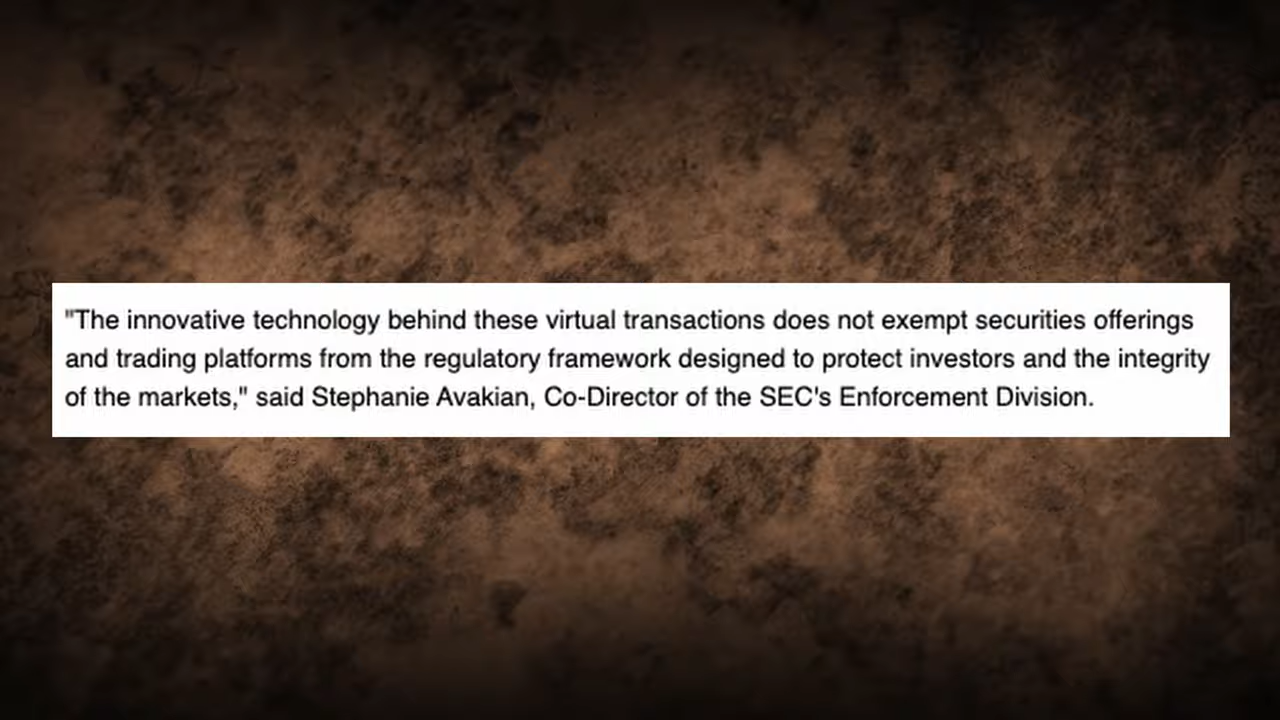 "The innovative technology behind these virtual transactions does not exempt securities offerings
and trading platforms from the regulatory framework designed to protect investors and the integrity
of the markets," said Stephanie Avakian, Co-Director of the SEC's Enforcement Division.